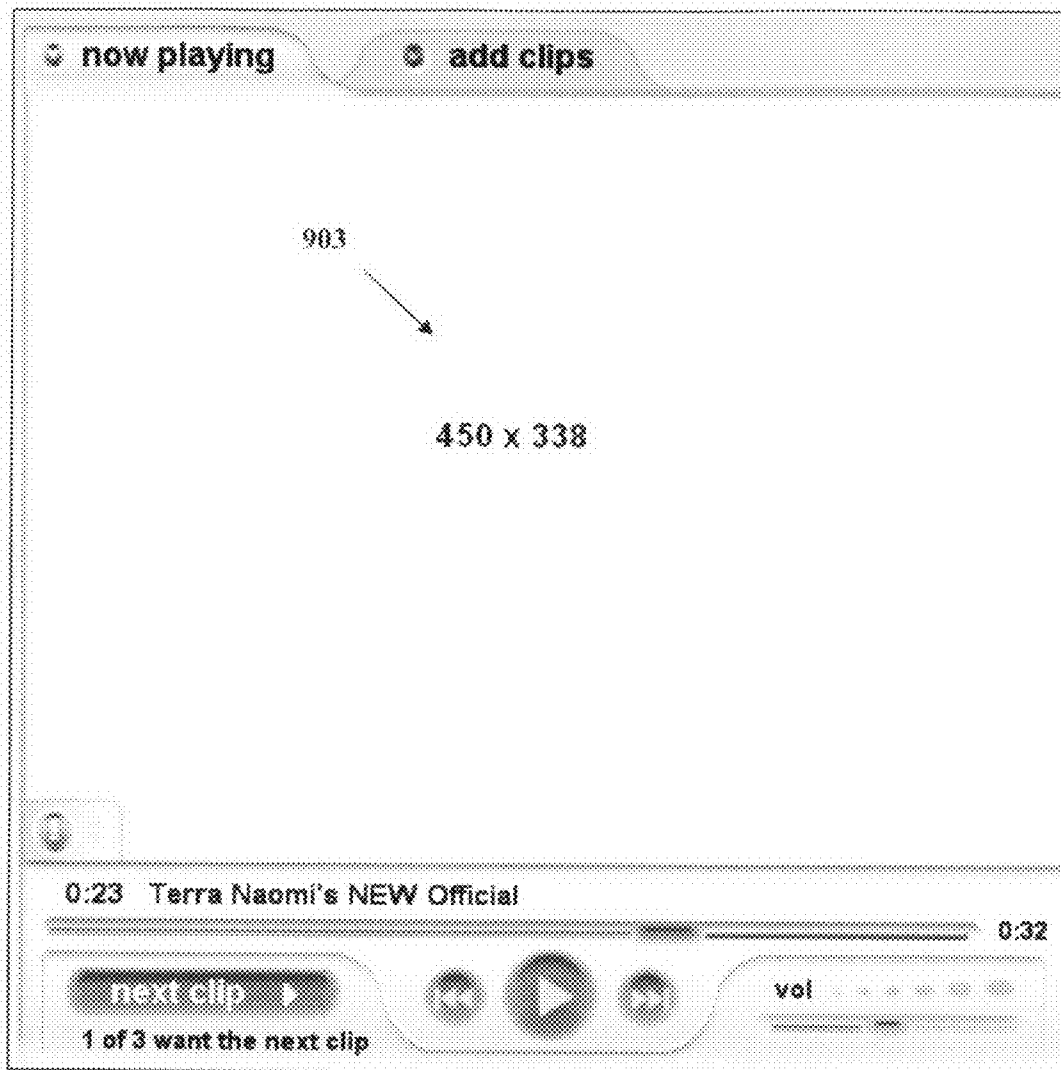 now playing
add clips
903
450 x 338
0:23 Terra Naomi's NEW Official
0:32
next clip
vol
1 of 3 want the next clip